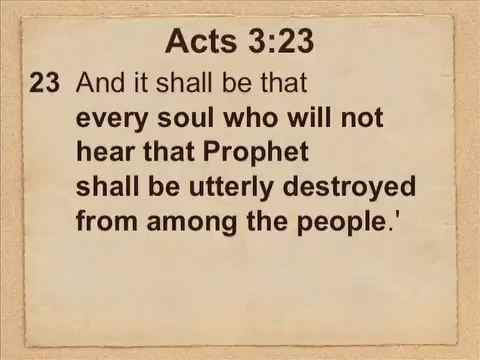 Acts 3:23
23 And it shall be that
every soul who will not
hear that Prophet
shall be utterly destroyed
from among the people.'